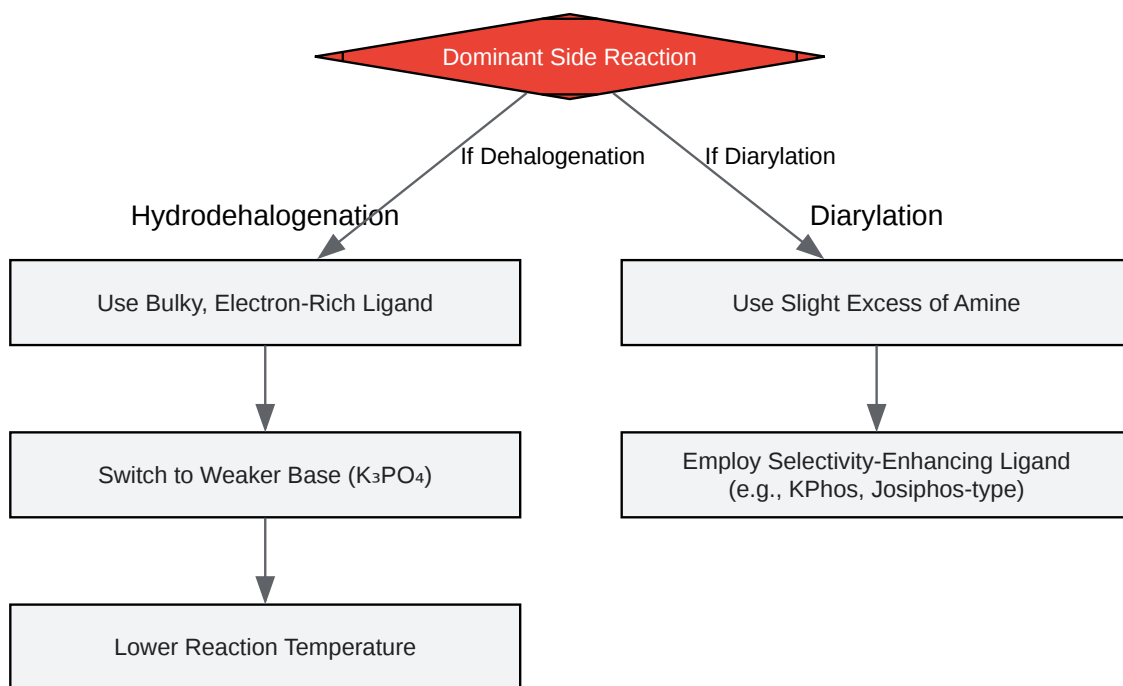 Dominant Side Reaction
If Dehalogenation
If Diarylation
Hydrodehalogenation
Diarylation
Use Bulky, Electron-Rich Ligand
Use Slight Excess of Amine
Switch to Weaker Base (K₃PO₄)
Employ Selectivity-Enhancing Ligand
(e.g., KPhos, Josiphos-type)
Lower Reaction Temperature